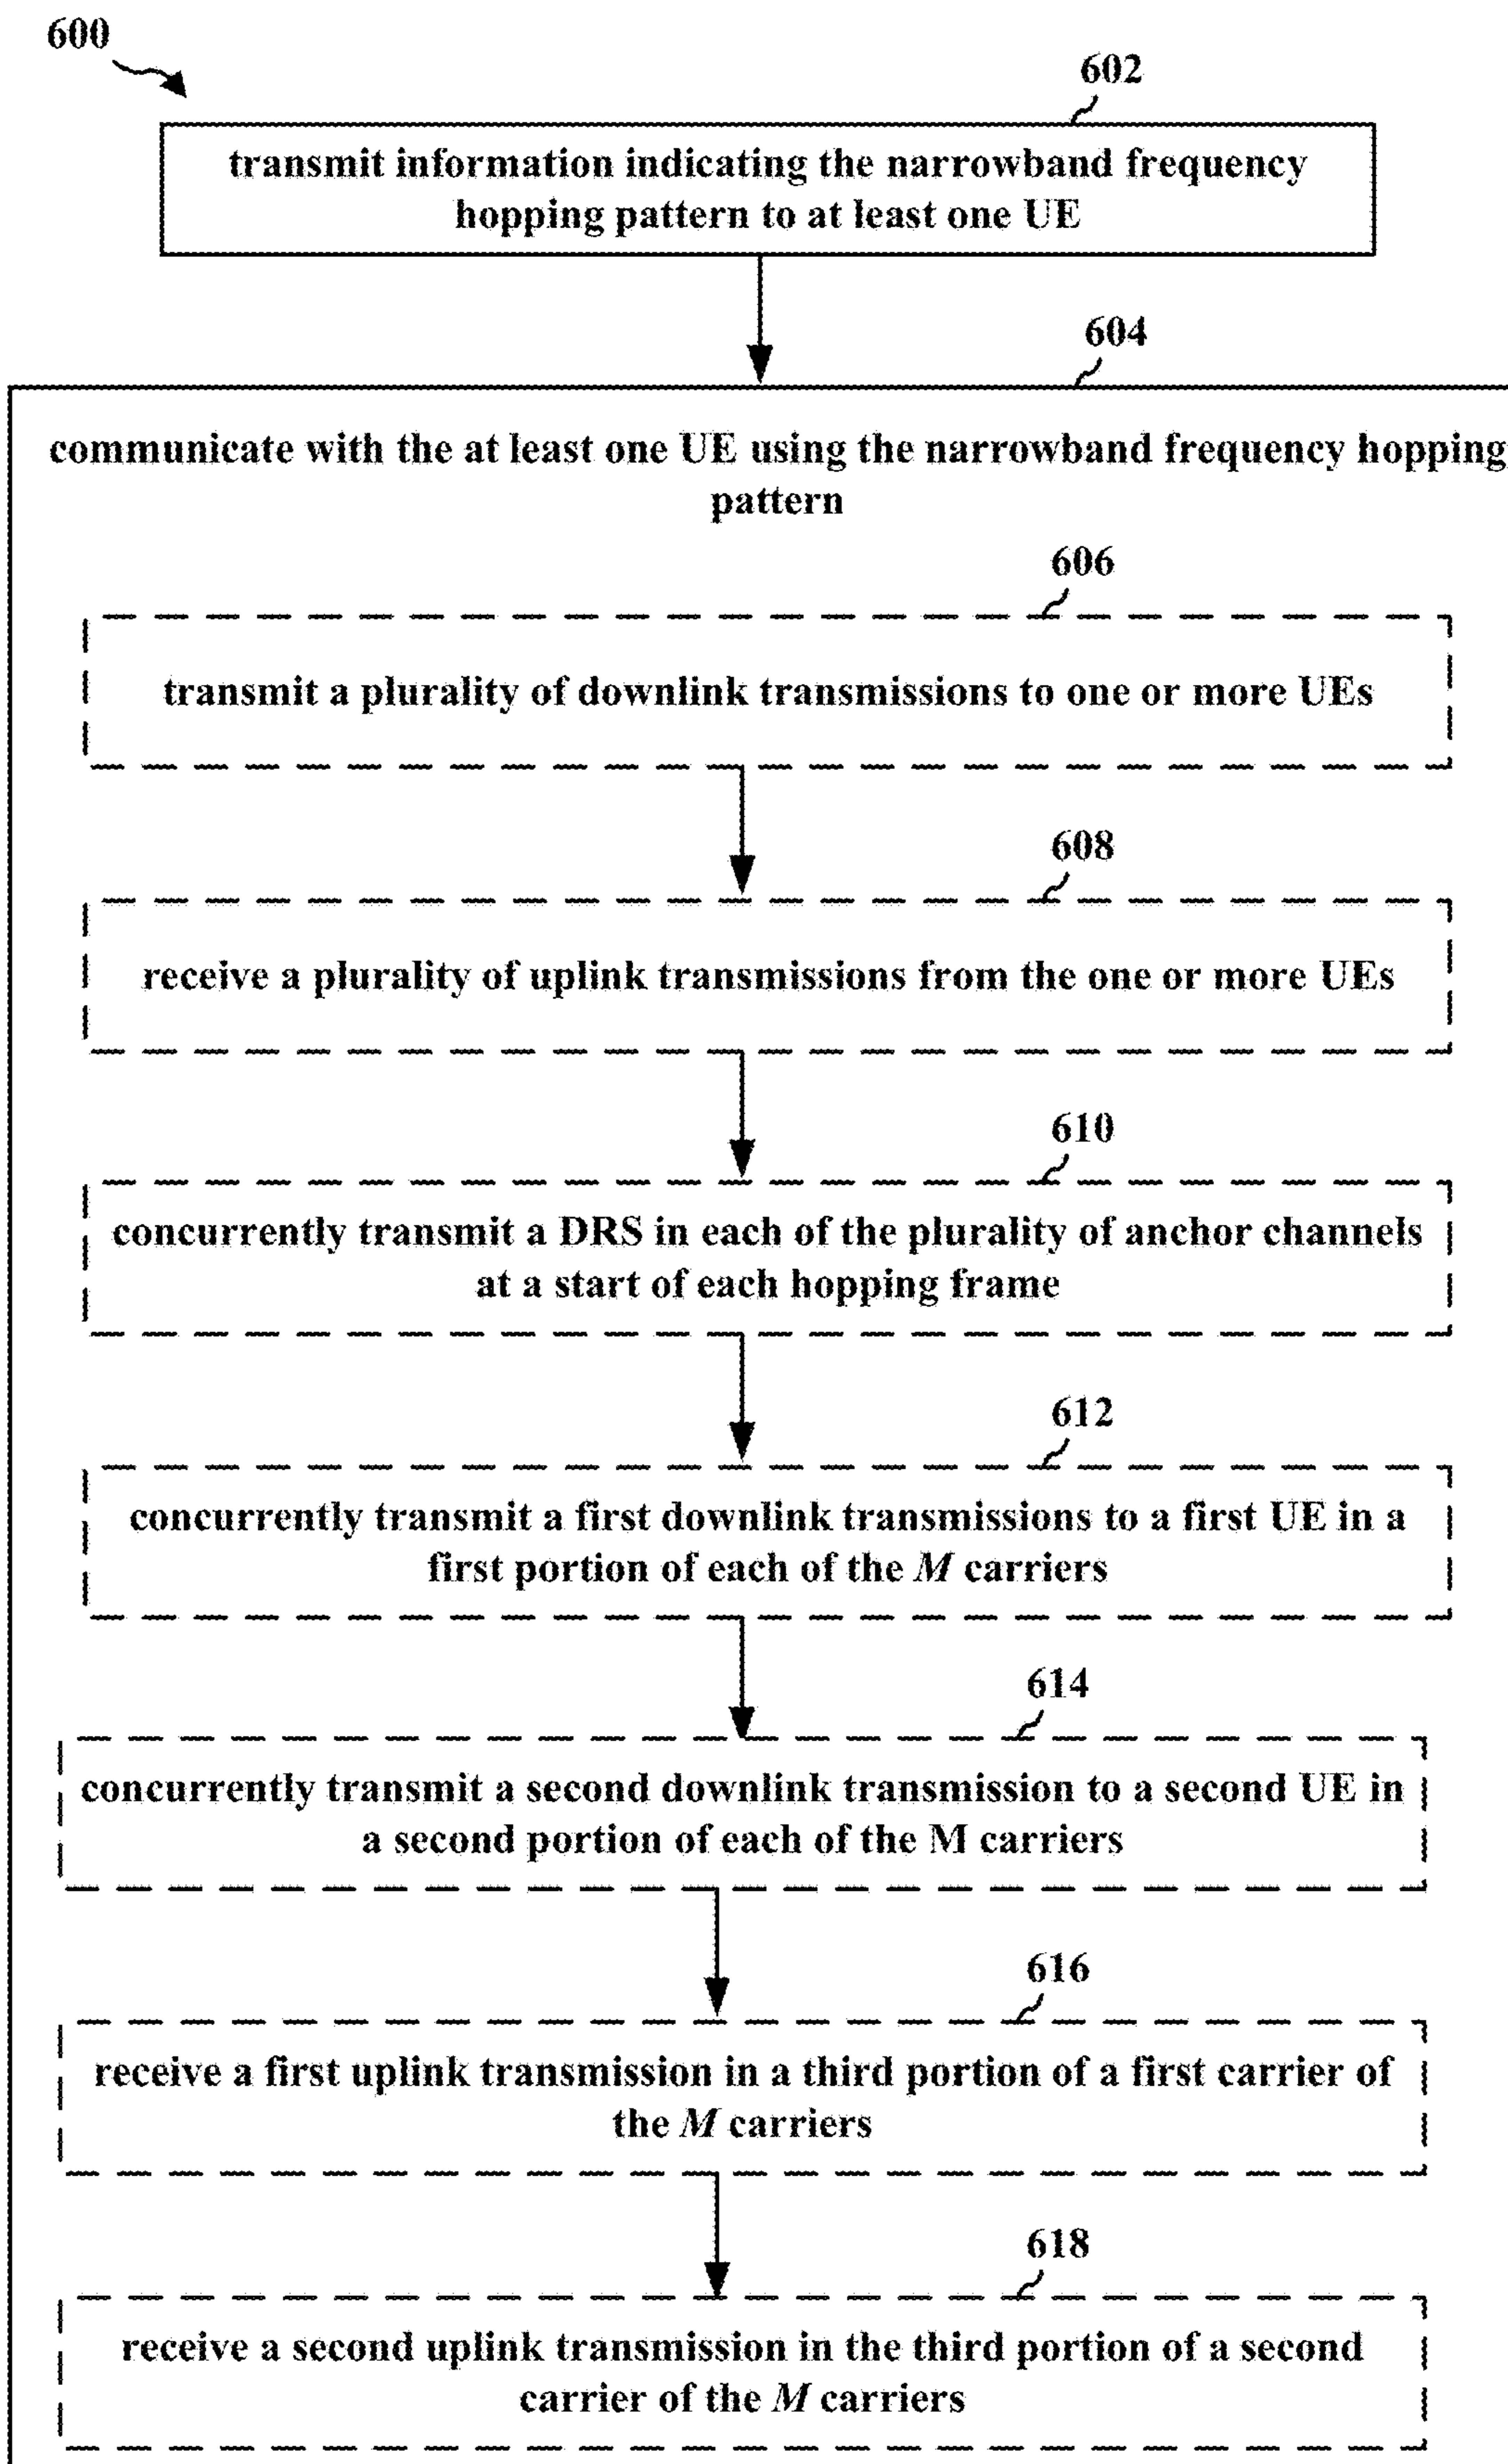 600
602
transmit information indicating the narrowband frequency
hopping pattern to at least one UE
604
communicate with the at least one UE using the narrowband frequency hopping
pattern
606
transmit a plurality of downlink transmissions to one or more UEs
608
receive a plurality of uplink transmissions from the one or more UEs
610
concurrently transmit a DRS in each of the plurality of anchor channels
at a start of each hopping frame
612
concurrently transmit a first downlink transmissions to a first UE in a
first portion of each of the M carriers
614
concurrently transmit a second downlink transmission to a second UE in
a second portion of each of the M carriers
616
receive a first uplink transmission in a third portion of a first carrier of
the M carriers
618
receive a second uplink transmission in the third portion of a second
carrier of the M carriers